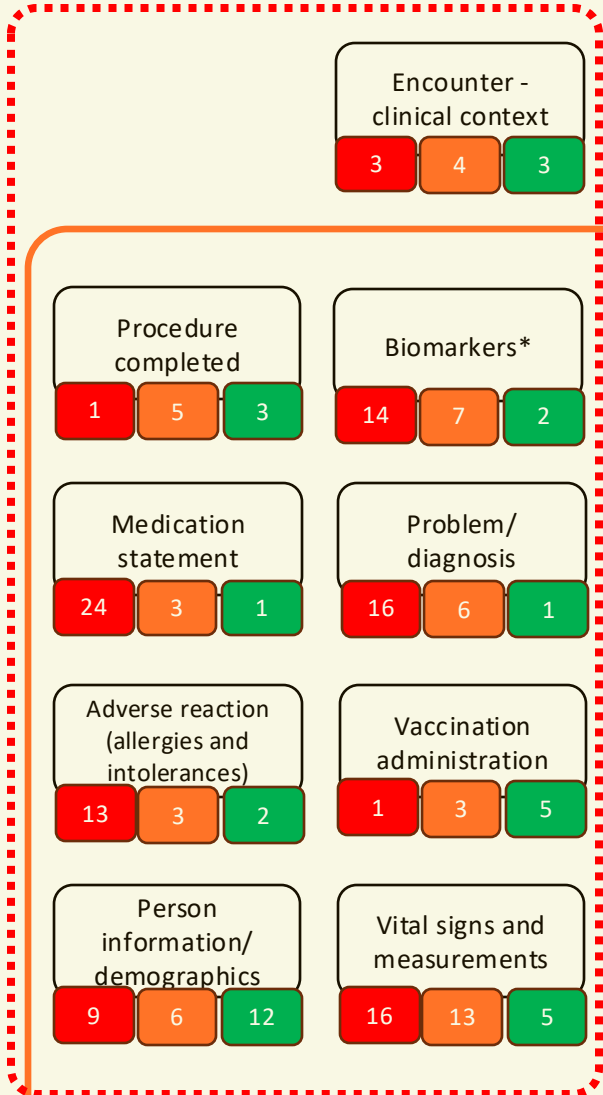 Encounter -
clinical context
3 4 3
Procedure
completed
1 5 3
Biomarkers*
14 7 2
Medication
statement
24 3 1
Problem/
diagnosis
16 6 1
Adverse reaction
(allergies and
intolerances)
13 3 2
Vaccination
administration
1 3 5
Person
information/
demographics
9 6 12
Vital signs and
measurements
16 13 5